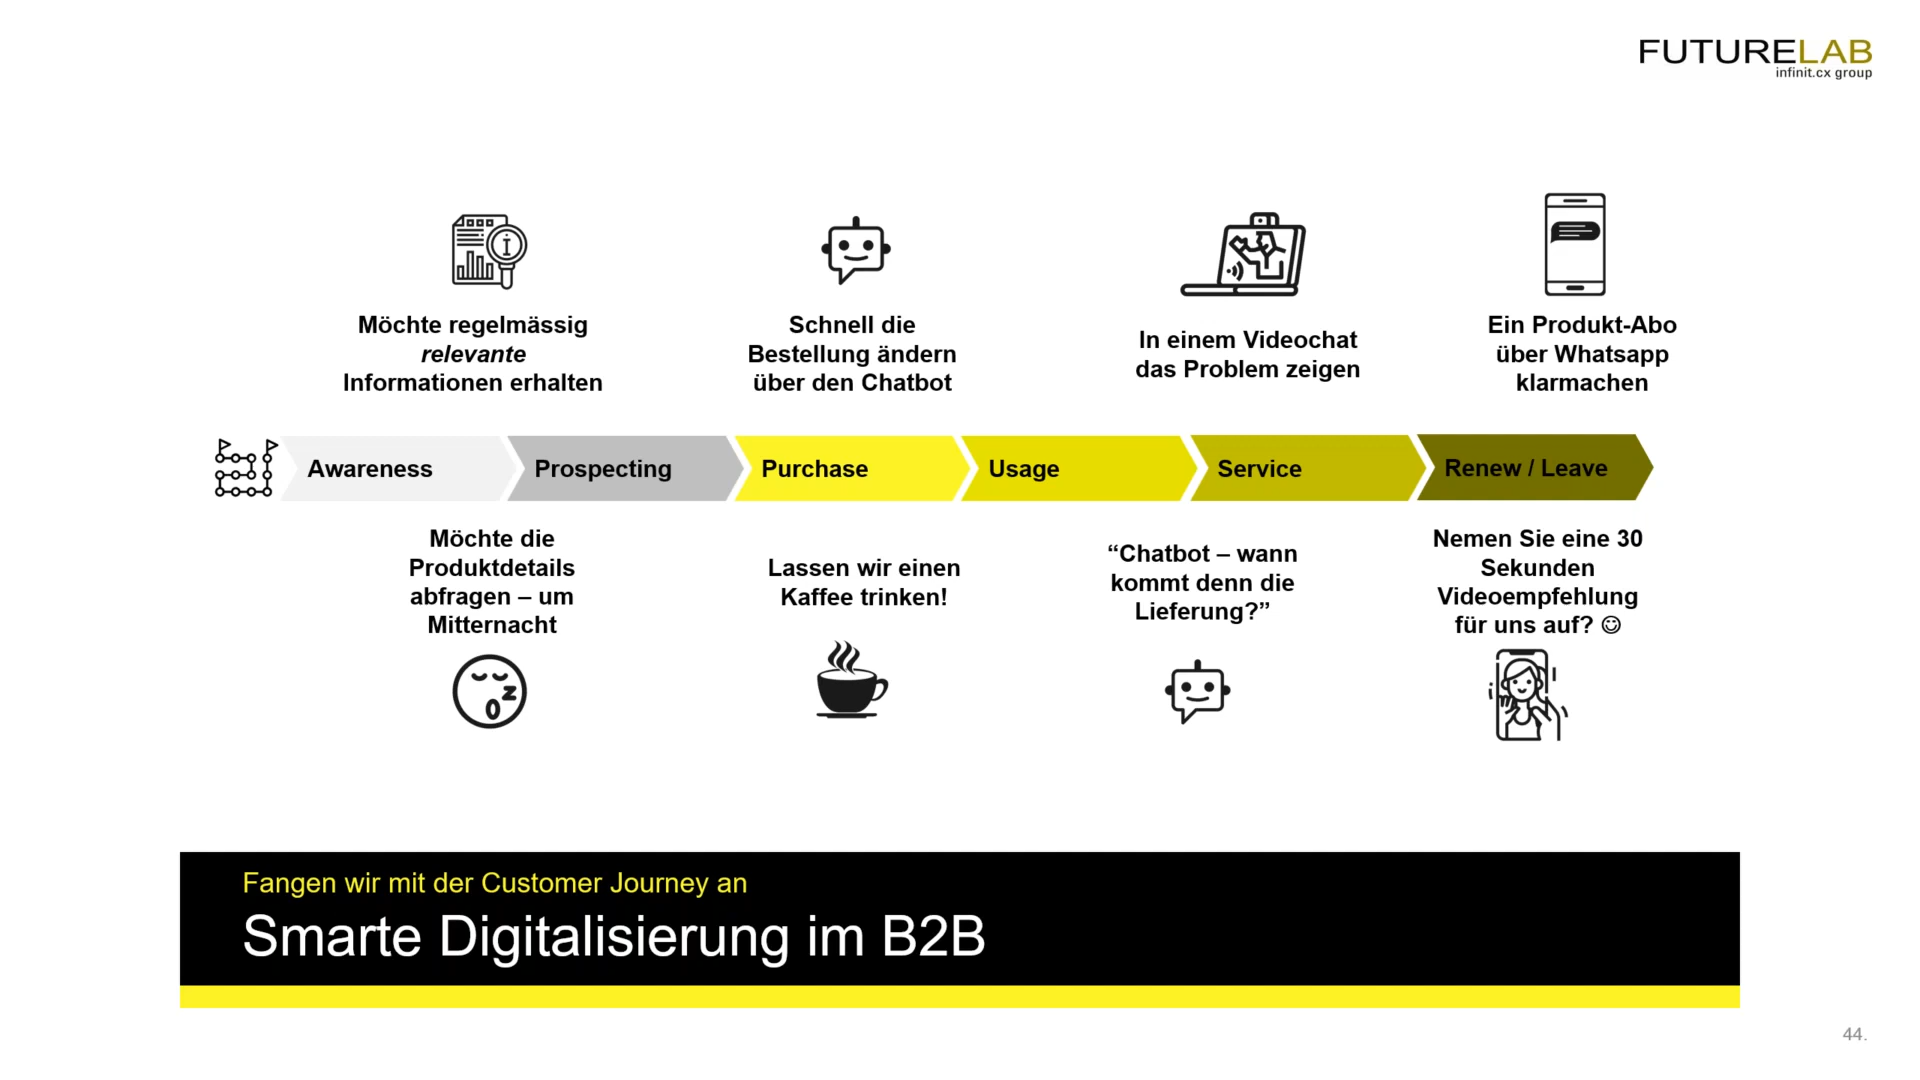 FUTURELAB
infinit.cx group
Möchte regelmässig
relevante
Informationen erhalten
Schnell die
Bestellung ändern
über den Chatbot
In einem Videochat
das Problem zeigen
Ein Produkt-Abo
über Whatsapp
klarmachen
Awareness
Prospecting
Purchase
Usage
Service
Renew / Leave
Möchte die
Produktdetails
abfragen – um
Mitternacht
Lassen wir einen
Kaffee trinken!
“Chatbot – wann
kommt denn die
Lieferung?”
Nemen Sie eine 30
Sekunden
Videoempfehlung
für uns auf? ☺
Fangen wir mit der Customer Journey an
Smarte Digitalisierung im B2B
44.